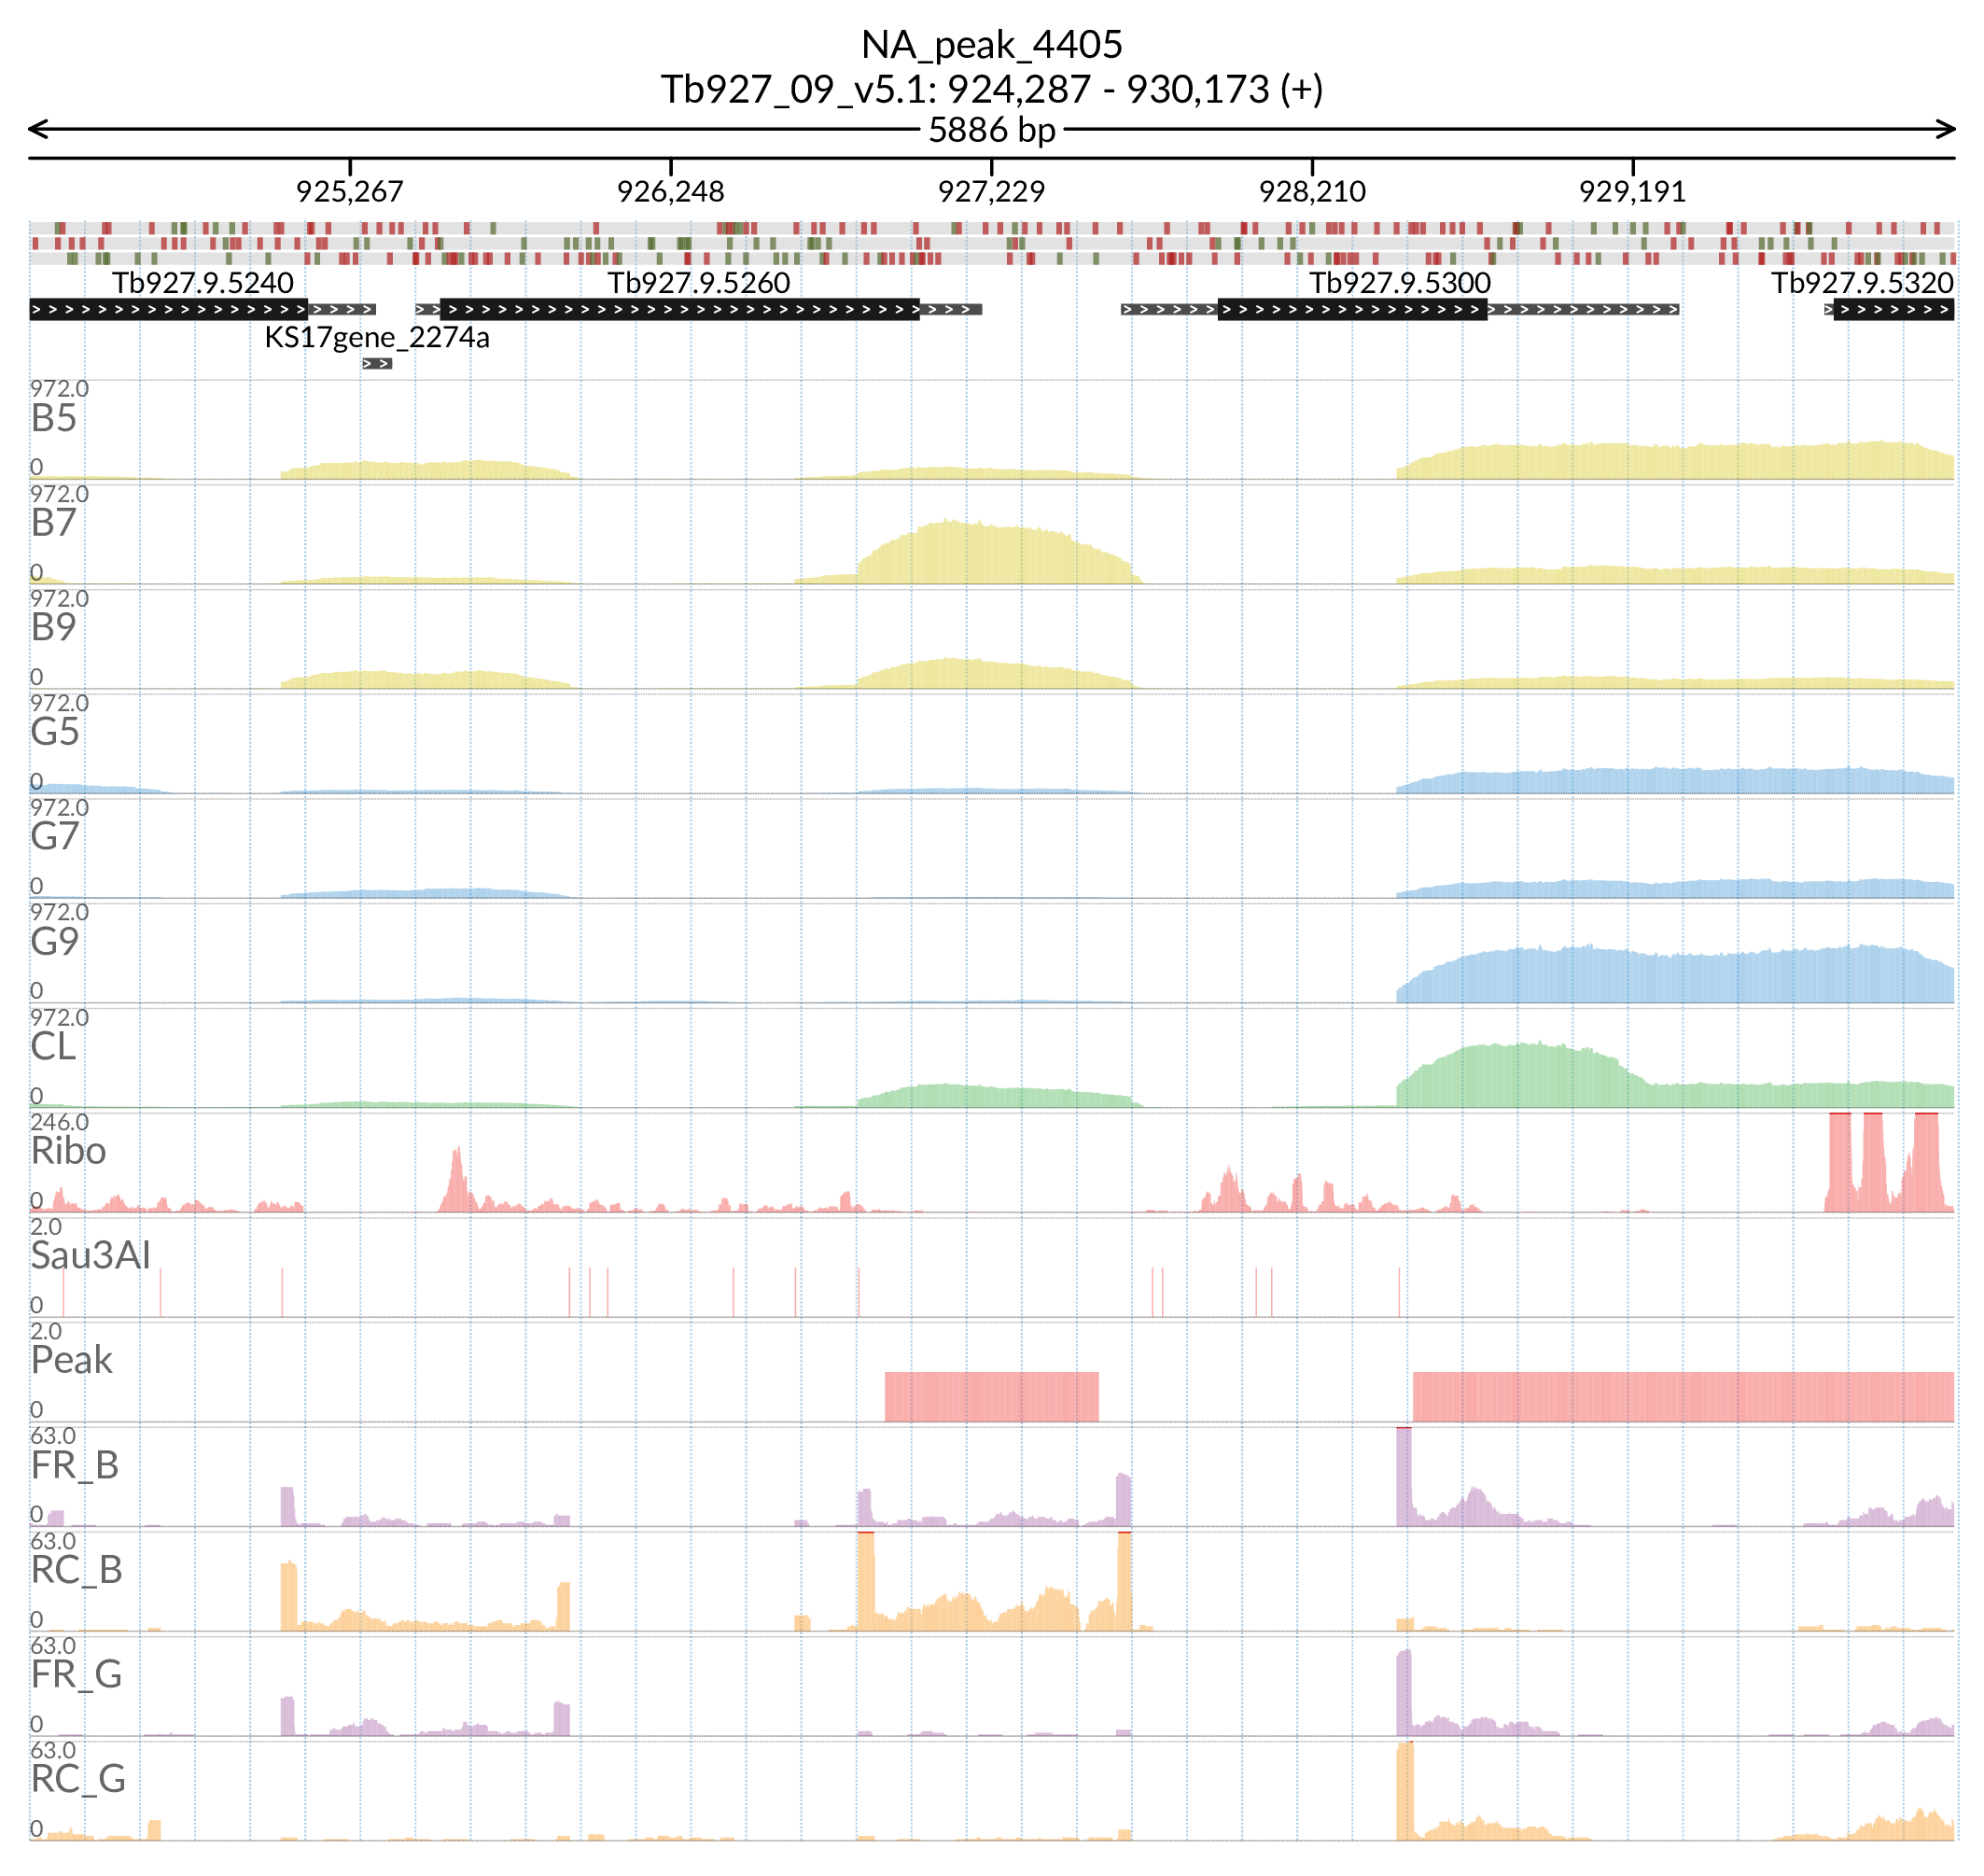 NA_peak_4405
Tb927_09_v5.1: 924,287 - 930,173 (+)
5886 bp
925,267 926,248 927,229 928,210 929,191
Tb927.9.5240 Tb927.9.5260 Tb927.9.5300 Tb927.9.5320
KS17gene_2274a
972.0
B5
0
972.0
B7
0
972.0
B9
0
972.0
G5
0
972.0
G7
0
972.0
G9
0
972.0
CL
0
246.0
Ribo
0
2.0
Sau3AI
0
2.0
Peak
0
63.0
FR_B
0
63.0
RC_B
0
63.0
FR_G
0
63.0
RC_G
0